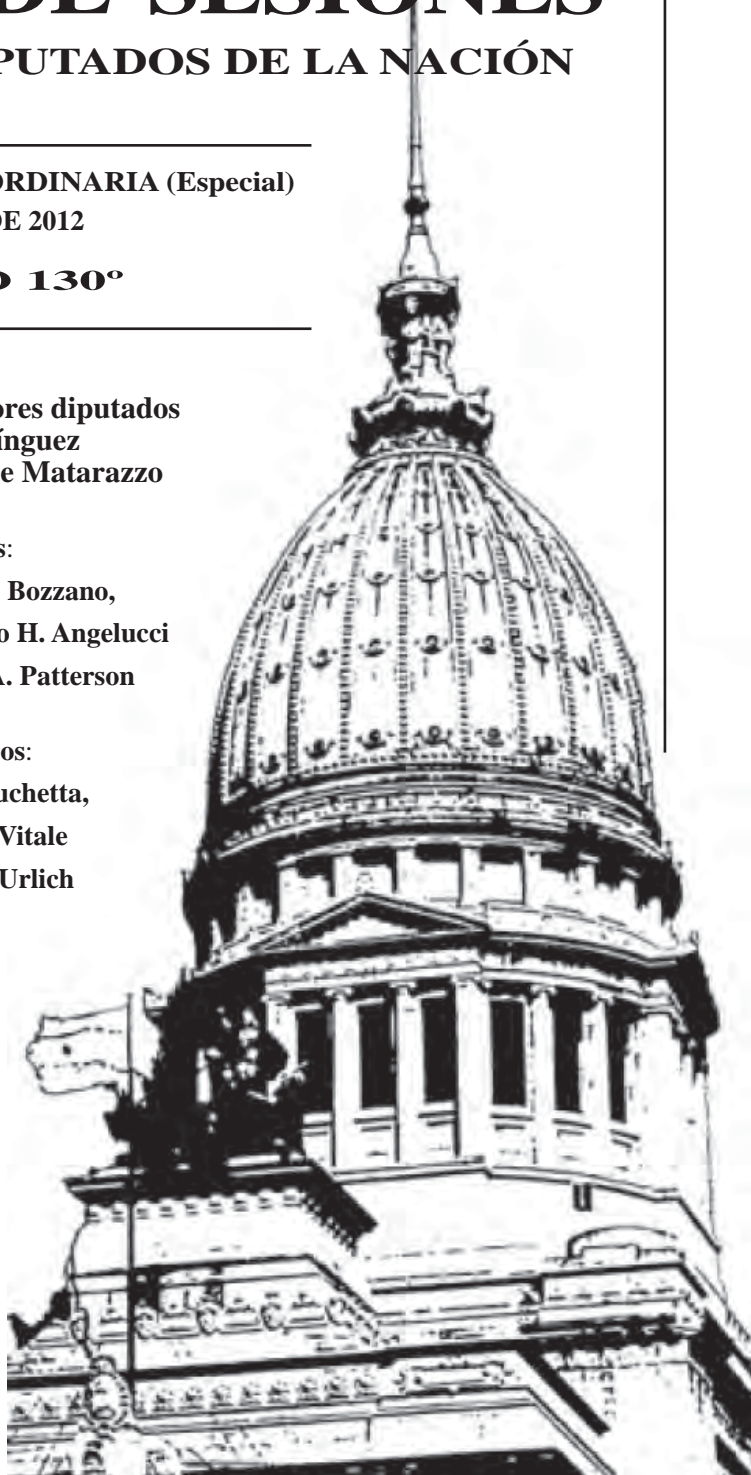 DE SESIONES
PUTADOS DE LA NACIÓN
ORDINARIA (Especial)
DE 2012
O 130º
ores diputados
ínguez
e Matarazzo
s:
Bozzano,
o H. Angelucci
A. Patterson
os:
uchetta,
Vitale
Urlich